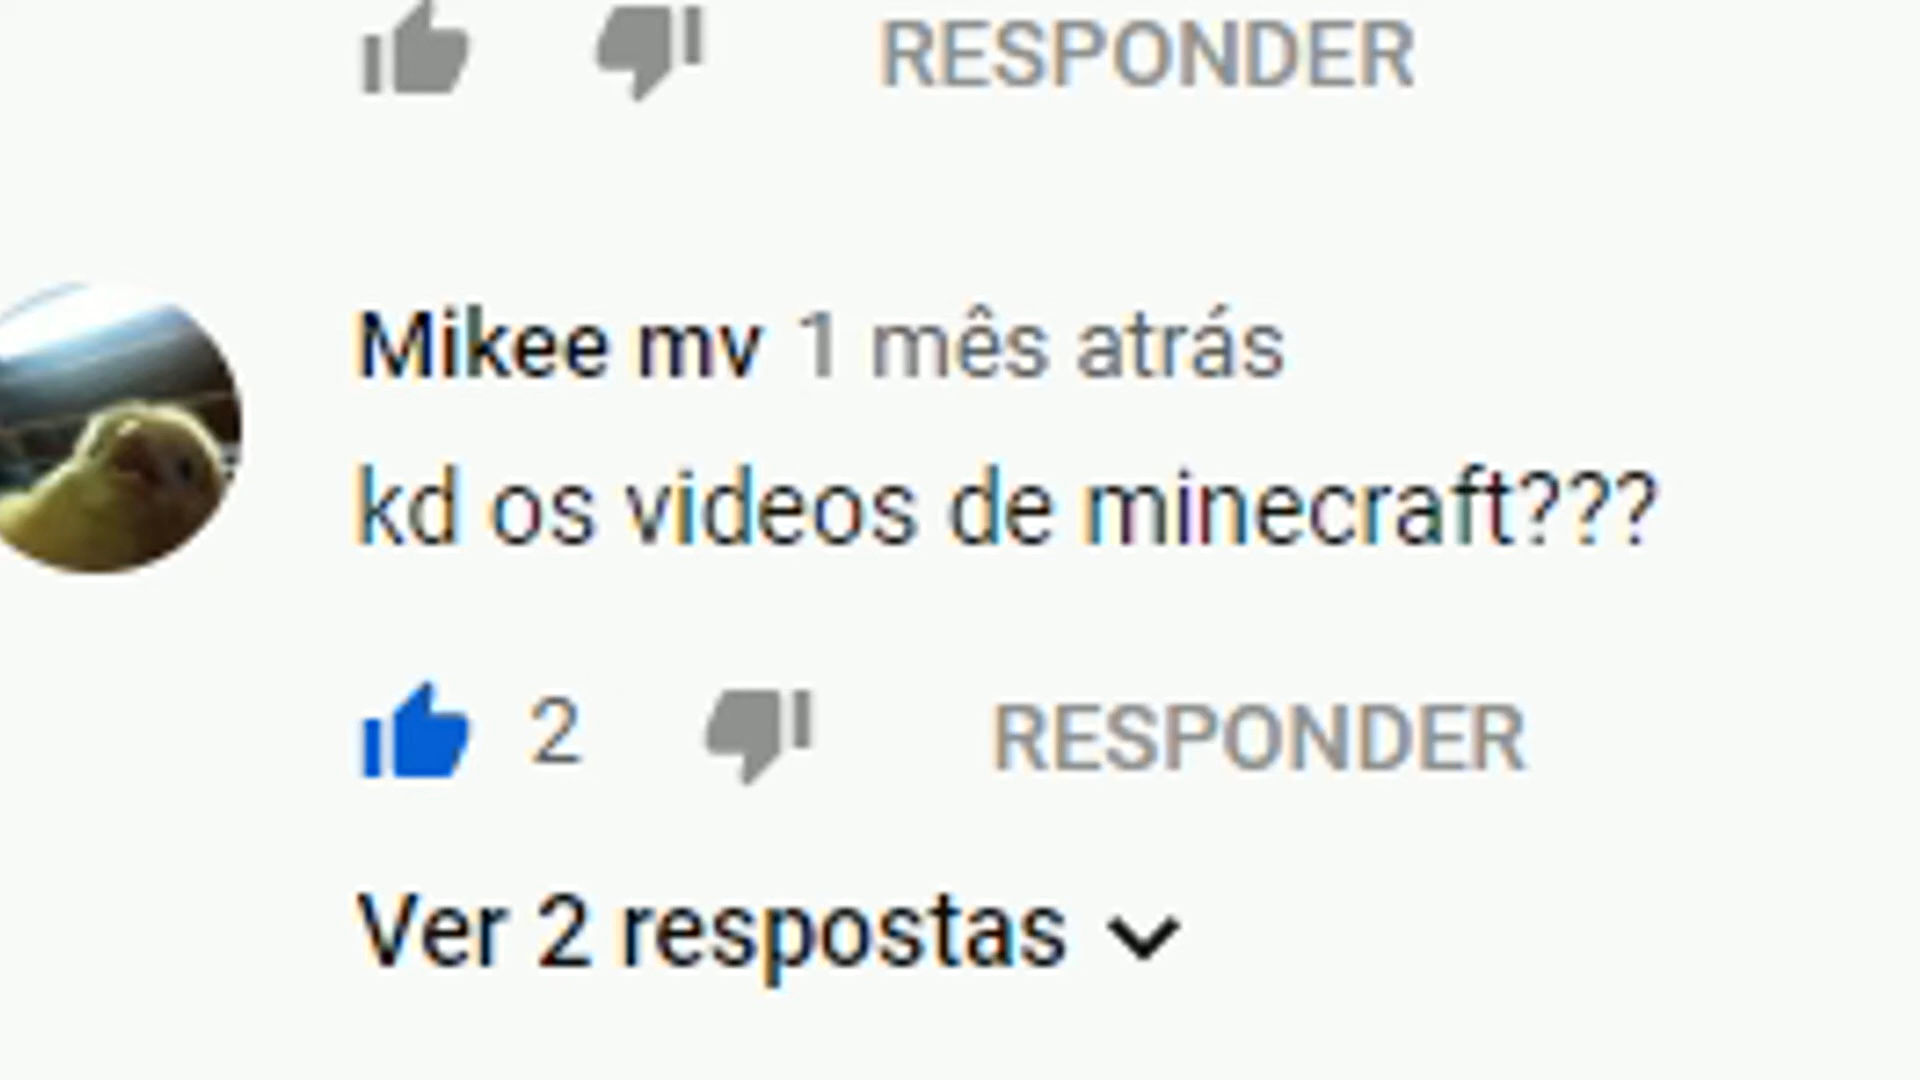 RESPONDER
Mikee mv 1 mês atrás
kd os videos de minecraft???
2 RESPONDER
Ver 2 respostas